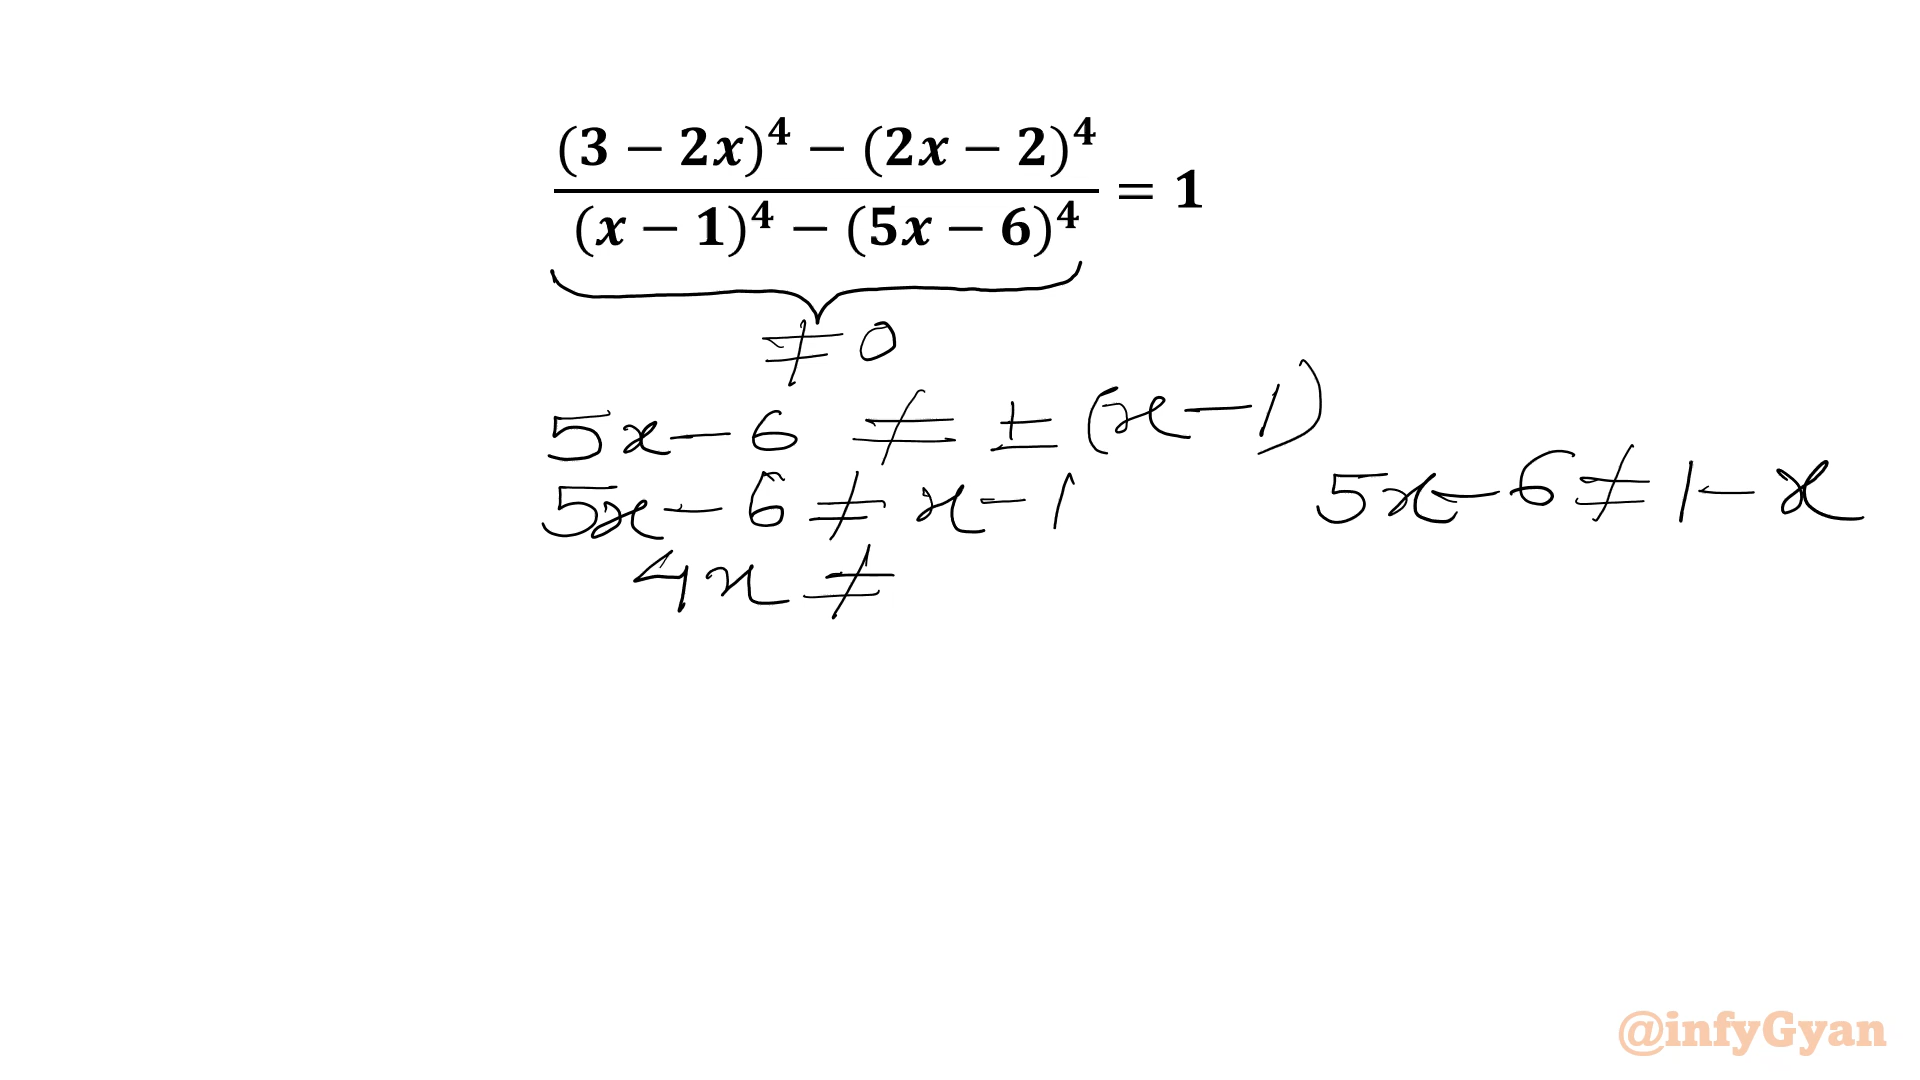 (3 − 2x)⁴ − (2x − 2)⁴
(x − 1)⁴ − (5x − 6)⁴
= 1
≠ 0
5x − 6 ≠ ± (x − 1)
5x − 6 ≠ x − 1
5x − 6 ≠ 1 − x
4x ≠
@infyGyan